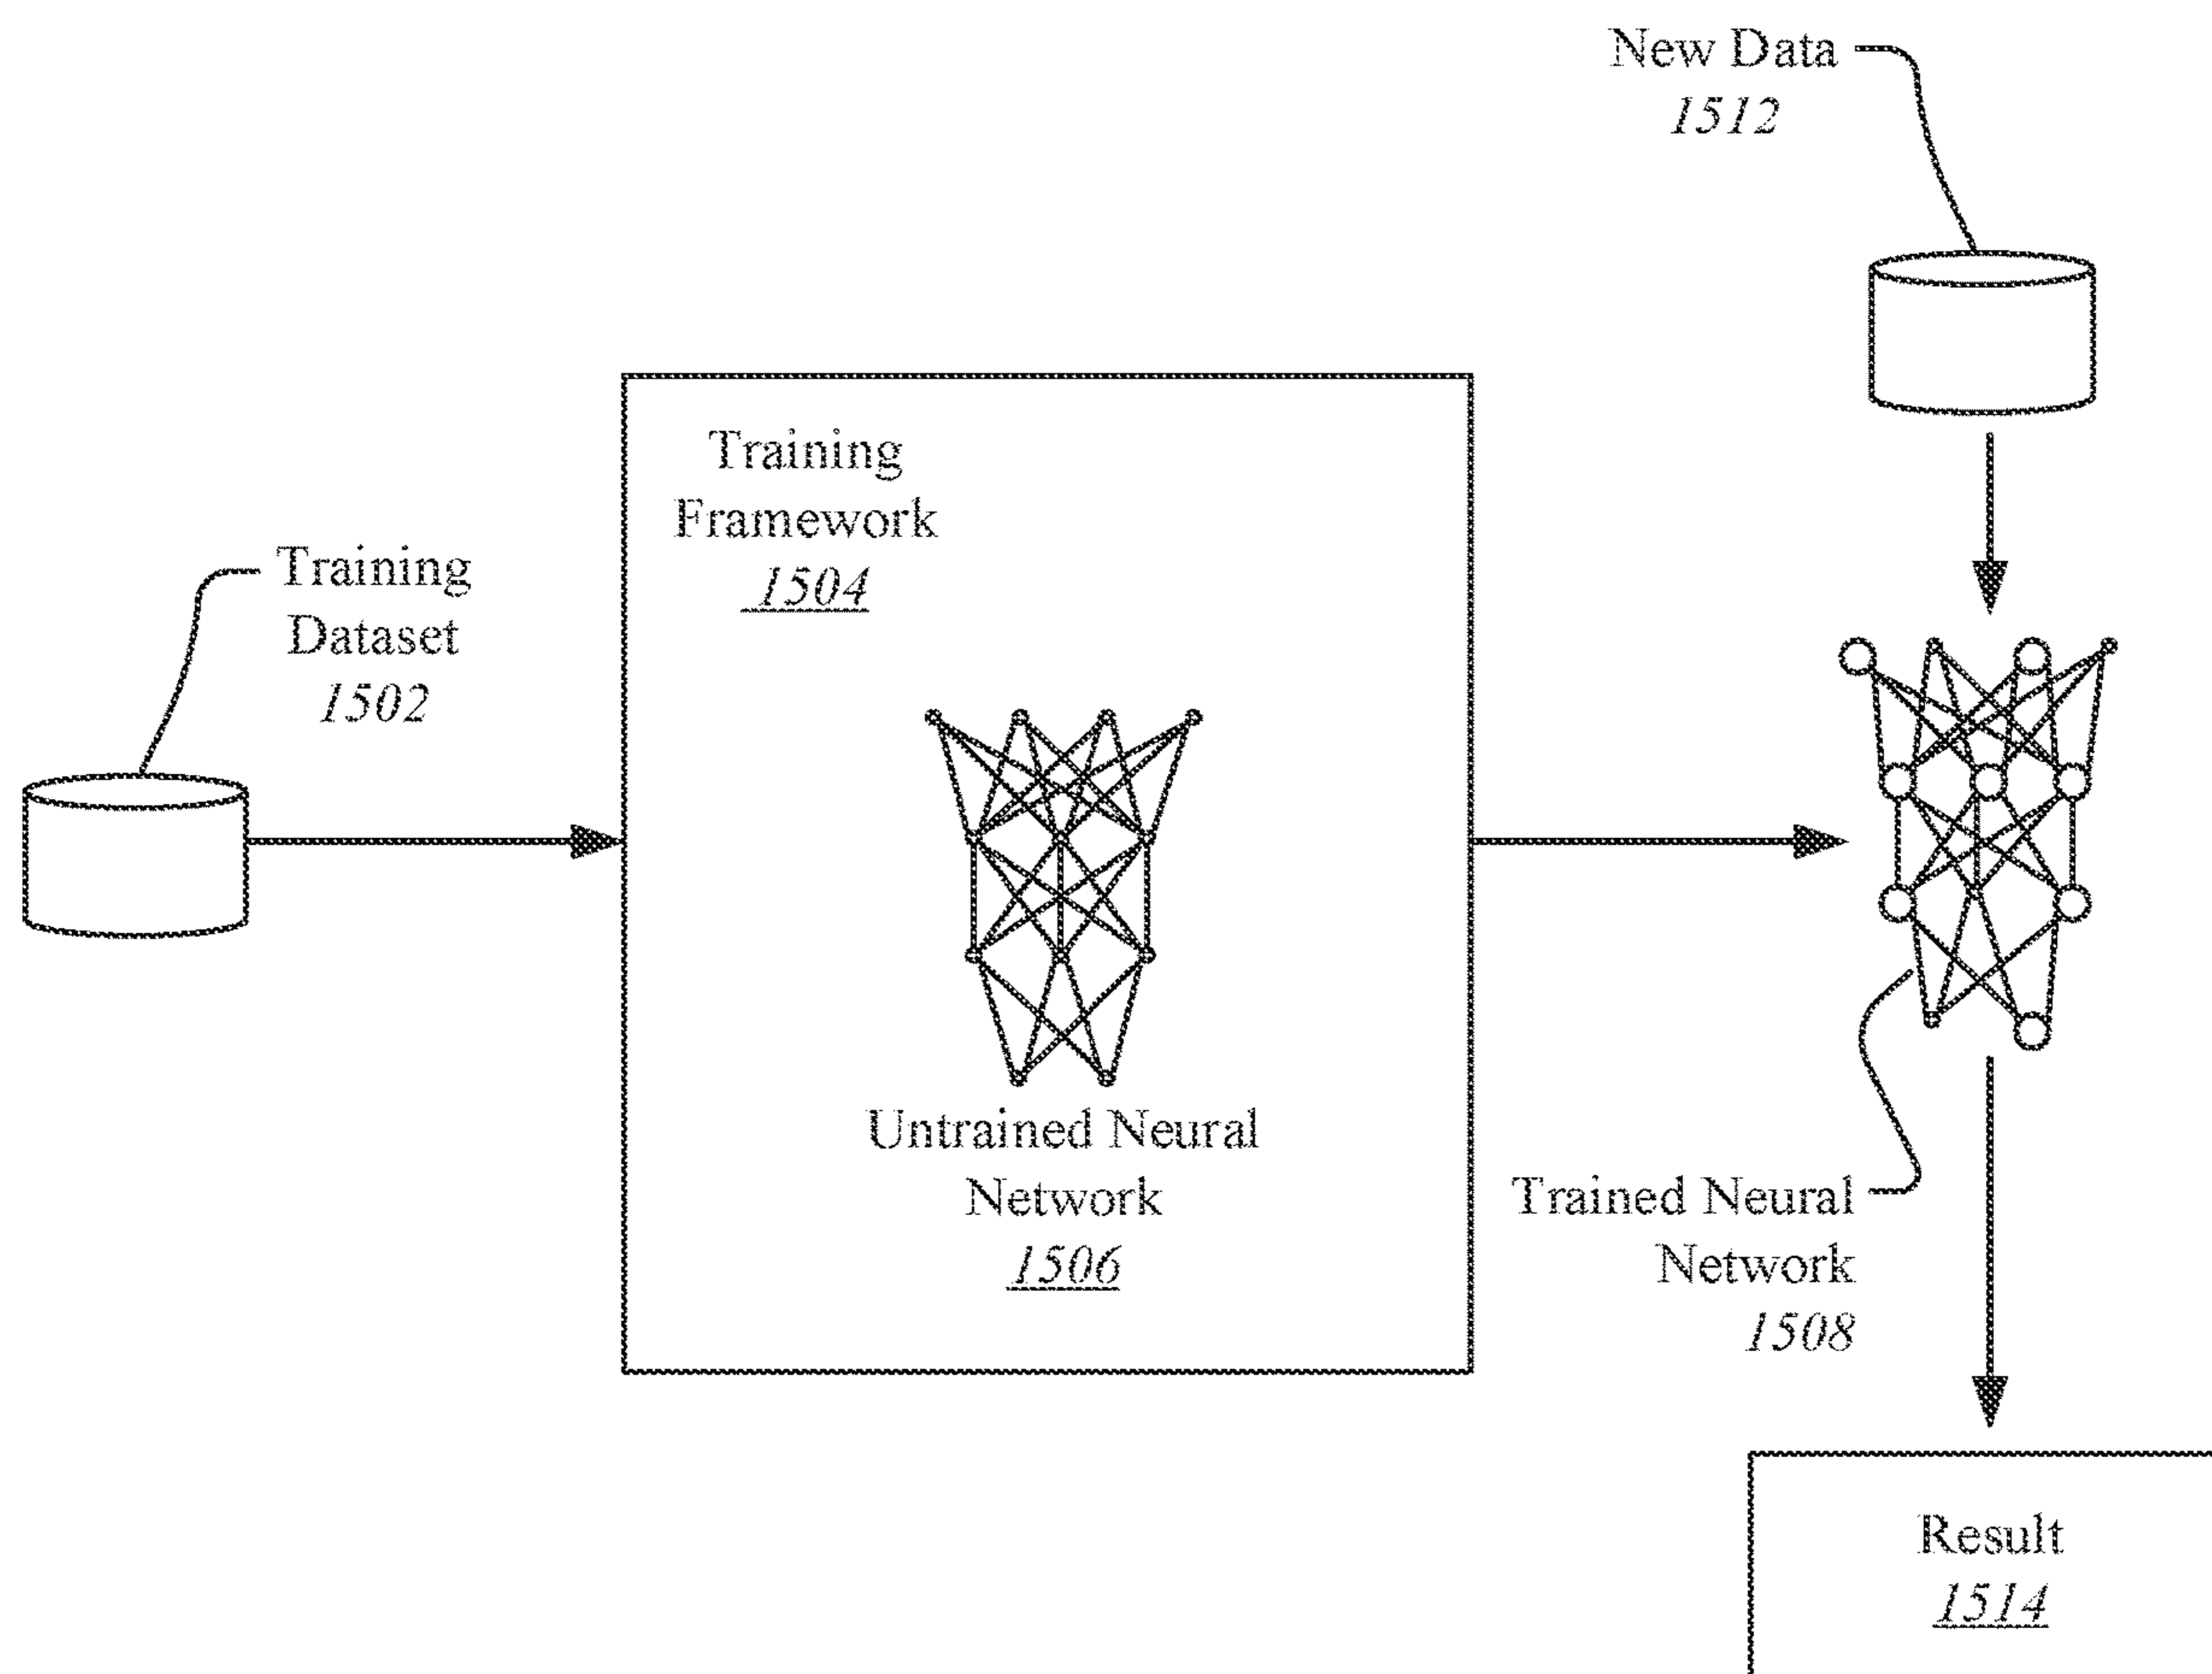 New Data
1512
Training
Framework
1504
Training
Dataset
1502
Untrained Neural
Network
1506
Trained Neural
Network
1508
Result
1514